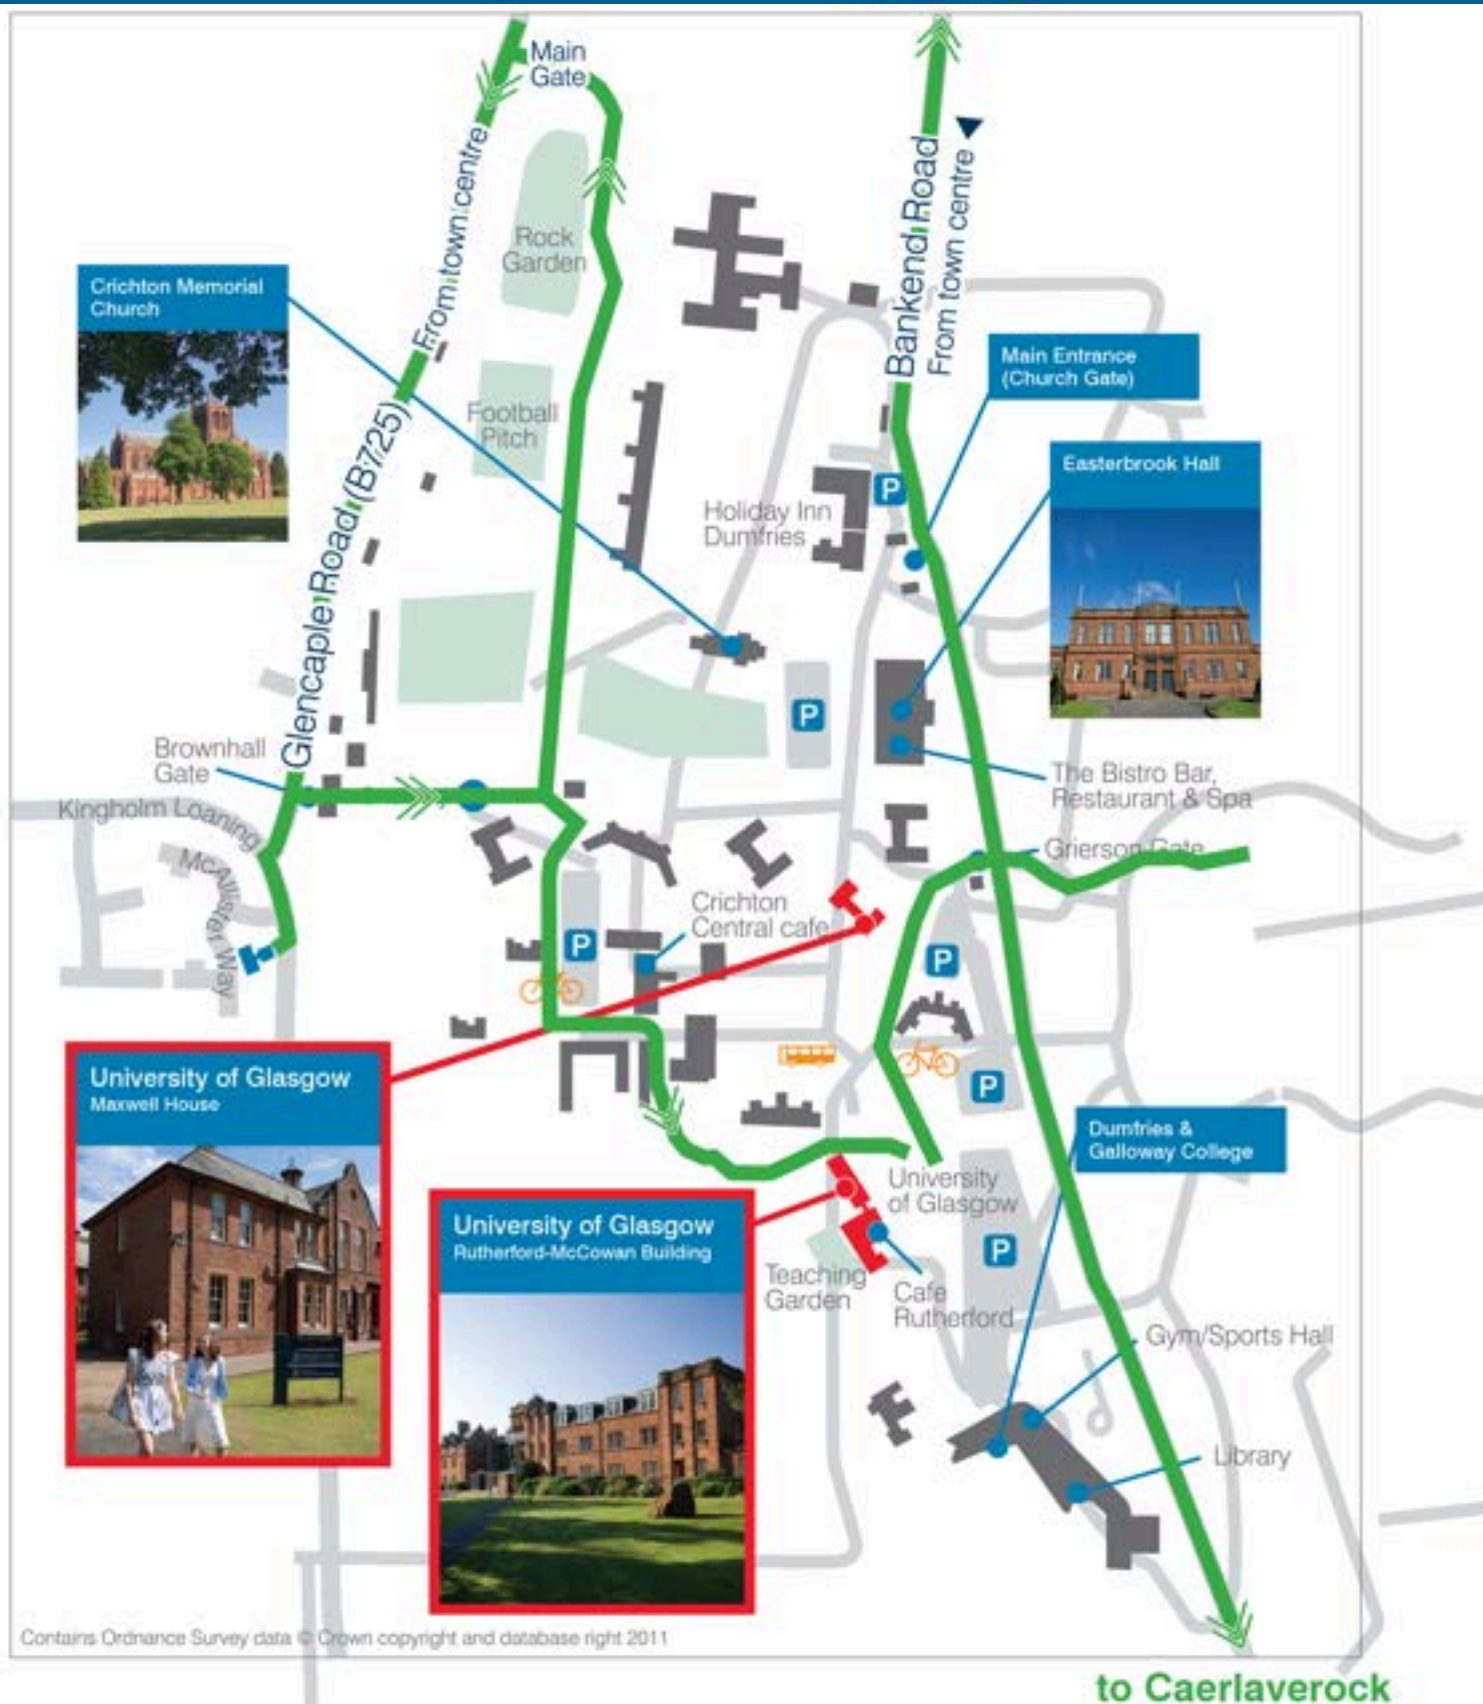 Main
Gate
From town centre
Bankend Road
From town centre
Rock
Garden
Crichton Memorial
Church
Main Entrance
(Church Gate)
Football
Pitch
Glencaple Road (B725)
Easterbrook Hall
P
Holiday Inn
Dumfries
P
Brownhall
Gate
Kingholm Loaning
The Bistro Bar,
Restaurant & Spa
Grierson Gate
McAllister Way
Crichton
Central cafe
P
P
University of Glasgow
Maxwell House
P
Dumfries &
Galloway College
University
of Glasgow
University of Glasgow
Rutherford-McCowan Building
P
Teaching
Garden
Cafe
Rutherford
Gym/Sports Hall
Library
Contains Ordnance Survey data © Crown copyright and database right 2011
to Caerlaverock